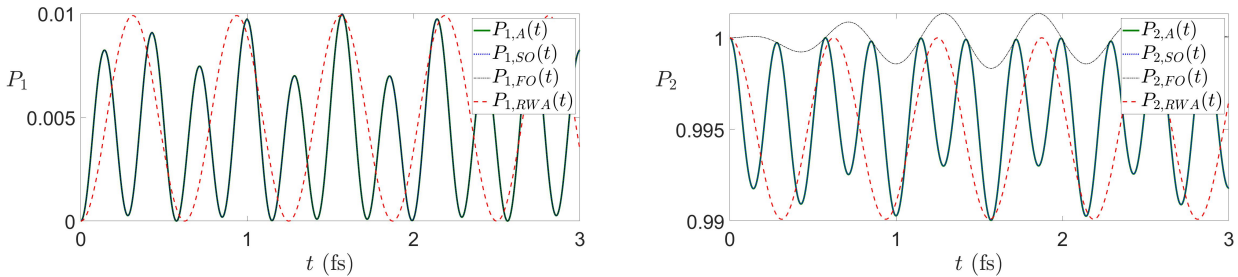 0.01
0.005
0
P₁
0
1
2
3
t (fs)
P₁,A(t)
P₁,SO(t)
P₁,FO(t)
P₁,RWA(t)
1
0.995
0.99
P₂
0
1
2
3
t (fs)
P₂,A(t)
P₂,SO(t)
P₂,FO(t)
P₂,RWA(t)